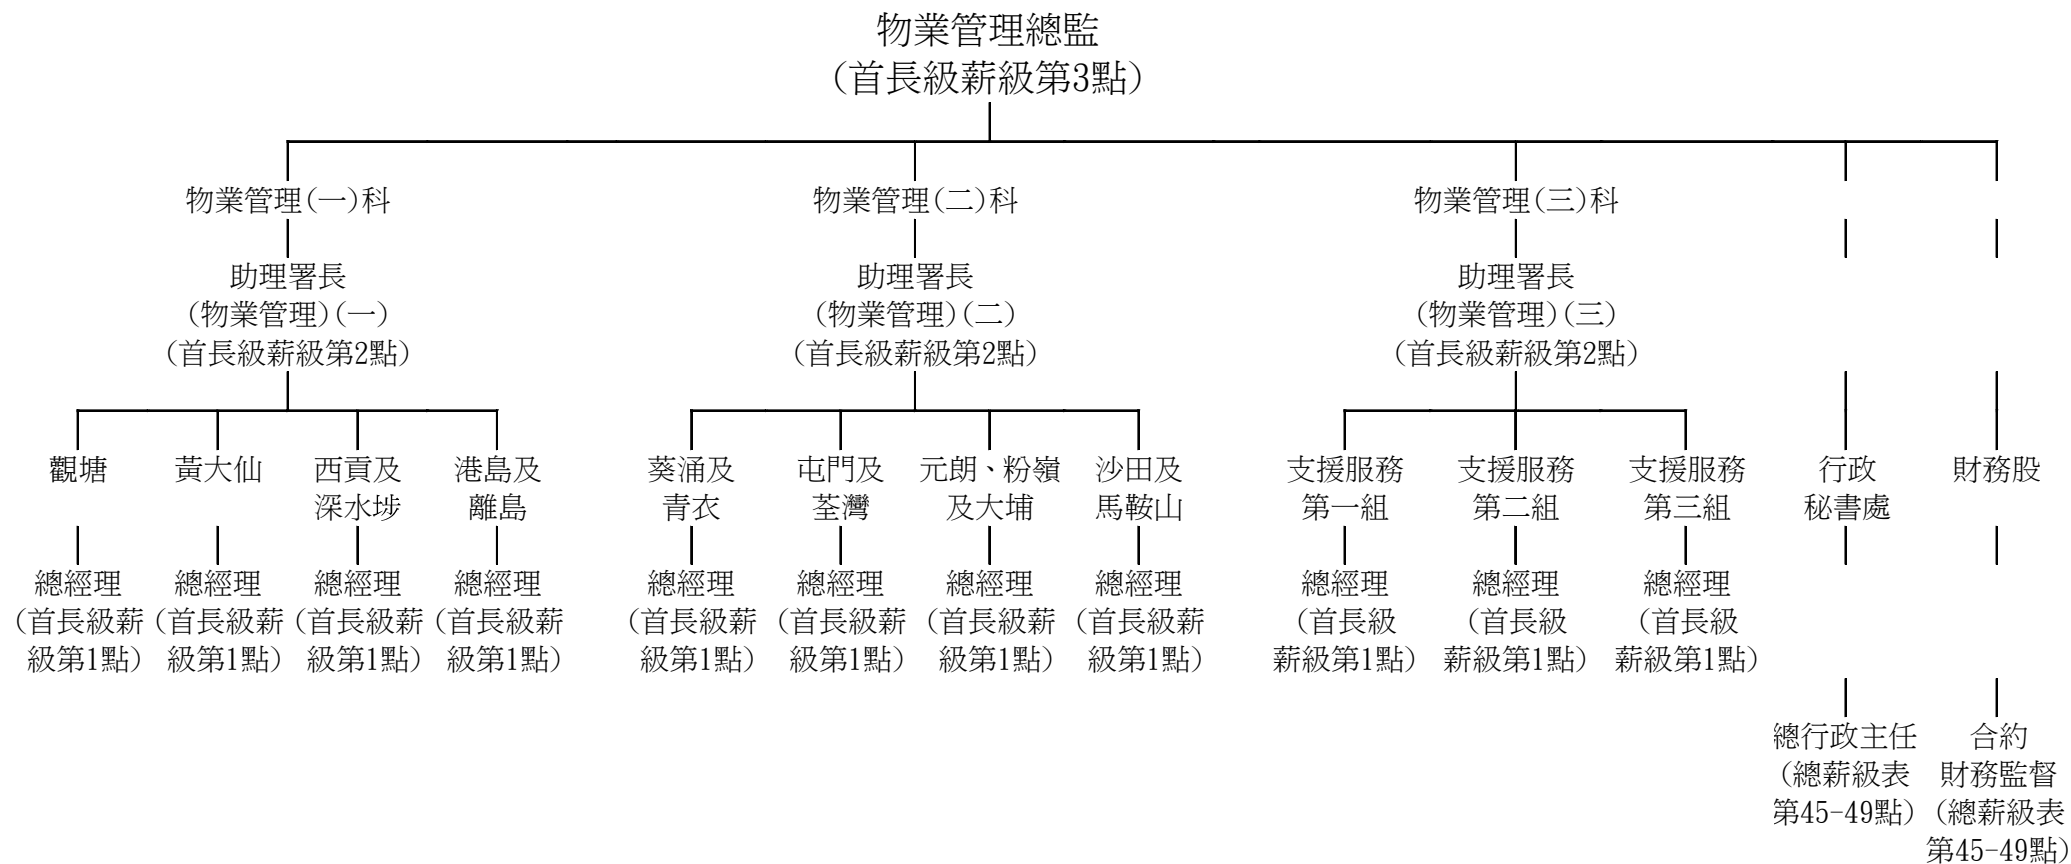 物業管理總監
(首長級薪級第3點)
物業管理(一)科
物業管理(二)科
物業管理(三)科
助理署長
(物業管理)(一)
(首長級薪級第2點)
助理署長
(物業管理)(二)
(首長級薪級第2點)
助理署長
(物業管理)(三)
(首長級薪級第2點)
觀塘
黃大仙
西貢及
深水埗
港島及
離島
葵涌及
青衣
屯門及
荃灣
元朗、粉嶺
及大埔
沙田及
馬鞍山
支援服務
第一組
支援服務
第二組
支援服務
第三組
行政
秘書處
財務股
總經理
(首長級薪
級第1點)
總經理
(首長級薪
級第1點)
總經理
(首長級薪
級第1點)
總經理
(首長級薪
級第1點)
總經理
(首長級薪
級第1點)
總經理
(首長級薪
級第1點)
總經理
(首長級薪
級第1點)
總經理
(首長級薪
級第1點)
總經理
(首長級
薪級第1點)
總經理
(首長級
薪級第1點)
總經理
(首長級
薪級第1點)
總行政主任
(總薪級表
第45-49點)
合約
財務監督
(總薪級表
第45-49點)